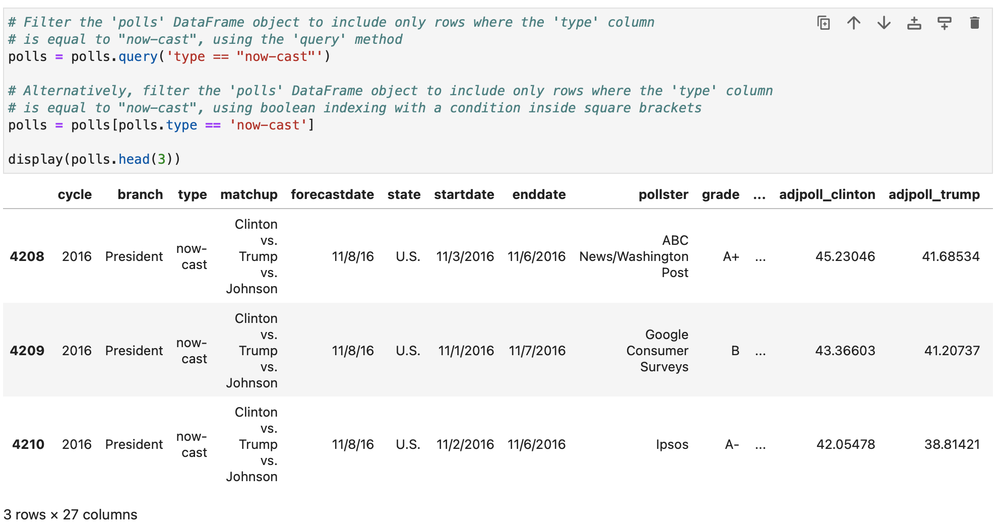 # Filter the 'polls' DataFrame object to include only rows where the 'type' column
# is equal to "now-cast", using the 'query' method
polls = polls.query('type == "now-cast"')
# Alternatively, filter the 'polls' DataFrame object to include only rows where the 'type' column
# is equal to "now-cast", using boolean indexing with a condition inside square brackets
polls = polls[polls.type == 'now-cast']
display(polls.head(3))
cycle branch type matchup forecastdate state startdate enddate pollster grade ... adjpoll_clinton adjpoll_trump
Clinton
vs. ABC
4208 2016 President now-cast Trump 11/8/16 U.S. 11/3/2016 11/6/2016 News/Washington A+ ... 45.23046 41.68534
vs. Post
Johnson
Clinton
vs. Google
4209 2016 President now-cast Trump 11/8/16 U.S. 11/1/2016 11/7/2016 Consumer B ... 43.36603 41.20737
vs. Surveys
Johnson
Clinton
vs.
4210 2016 President now-cast Trump 11/8/16 U.S. 11/2/2016 11/6/2016 Ipsos A- ... 42.05478 38.81421
vs.
Johnson
3 rows × 27 columns